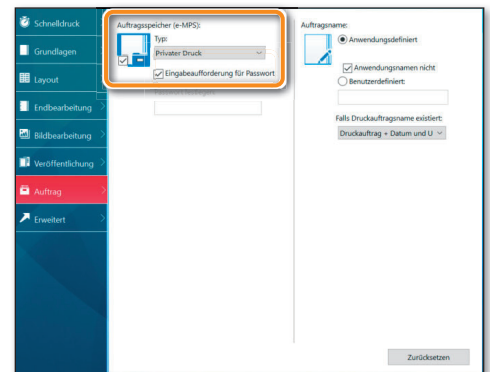 Schnelldruck
Grundlagen
Layout
Endbearbeitung
Bildbearbeitung
Veröffentlichung
Auftrag
Erweitert
Auftragsspeicher (e-MPS):
Typ:
Privater Druck
Eingabeaufforderung für Passwort
Auftragsname:
Anwendungsdefiniert
Anwendungsnamen nicht
Benutzerdefiniert:
Falls Druckauftragsname existiert:
Druckauftrag + Datum und U
Zurücksetzen